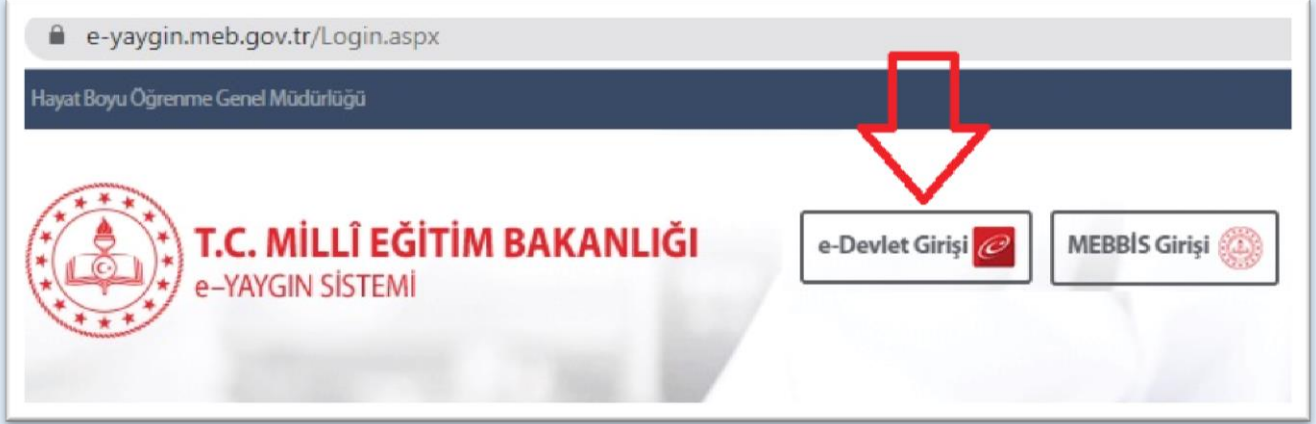 e-yaygin.meb.gov.tr/Login.aspx
Hayat Boyu Öğrenme Genel Müdürlüğü
T.C. MİLLÎ EĞİTİM BAKANLIĞI
e–YAYGIN SİSTEMİ
e-Devlet Girişi
MEBBİS Girişi